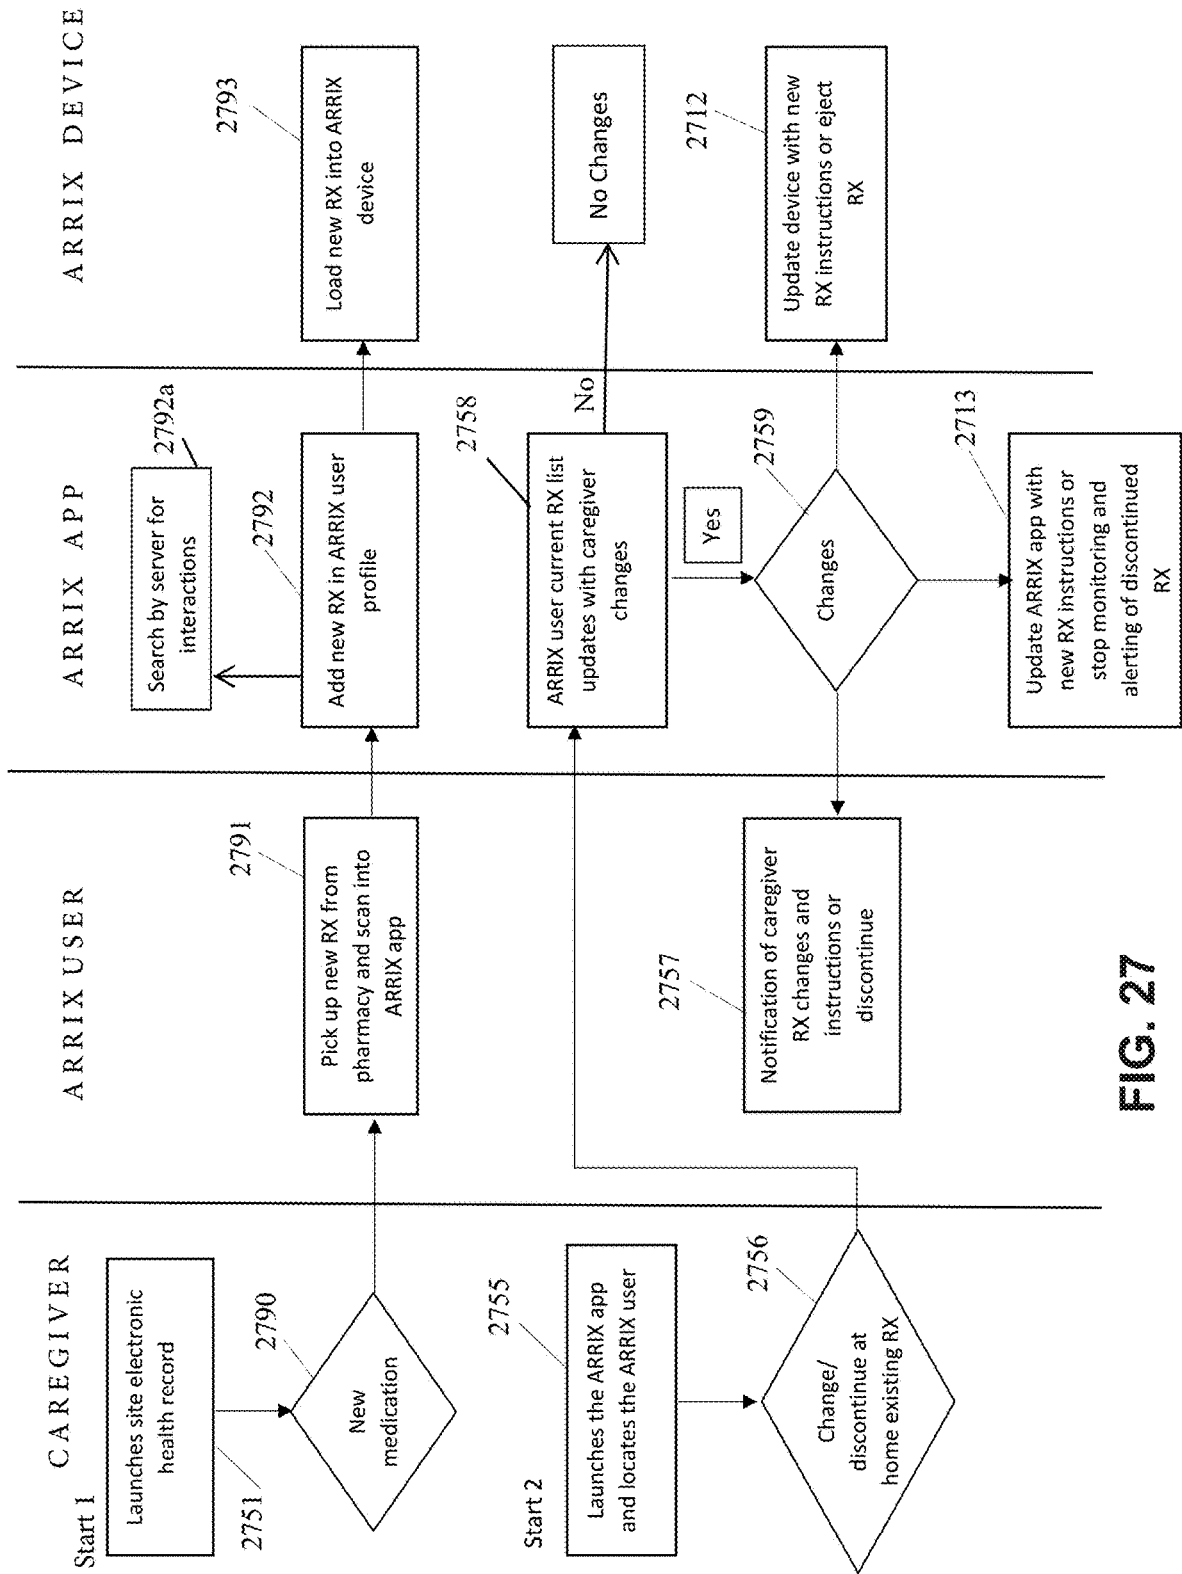 CAREGIVER
ARRIX USER
ARRIX APP
ARRIX DEVICE
Start 1
Launches site electronic
health record
2751
2790
New
medication
2791
Pick up new RX from
pharmacy and scan into
ARRIX app
2792a
Search by server for
interactions
2792
Add new RX in ARRIX user
profile
2793
Load new RX into ARRIX
device
Start 2
2755
Launches the ARRIX app
and locates the ARRIX user
2756
Change/
discontinue at
home existing RX
2758
ARRIX user current RX list
updates with caregiver
changes
No
No Changes
Yes
2759
Changes
2757
Notification of caregiver
RX changes and
instructions or
discontinue
2712
Update device with new
RX instructions or eject
RX
2713
Update ARRIX app with
new RX instructions or
stop monitoring and
alerting of discontinued
RX
FIG. 27